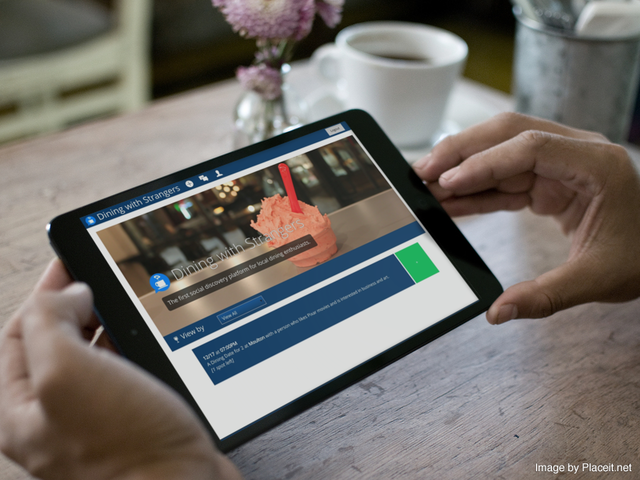 Dining with Strangers
Dining with Strangers
The first social discovery platform for local dining enthusiasts.
View by
View All
12/17 at 07:00PM
A Dining Date for 2 at Moulton with a person who likes Pixar movies and is interested in business and art.
(1 spot left)
Image by Placeit.net